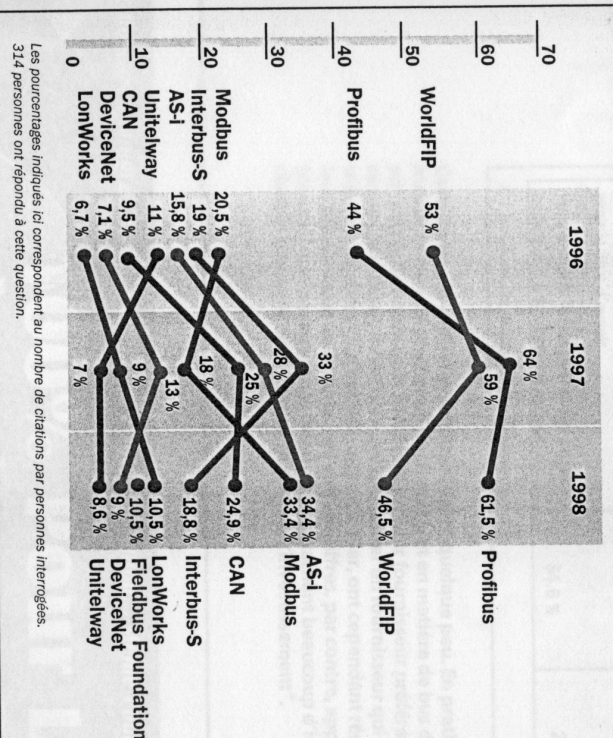 1996 1997 1998
70
60
50
40
30
20
10
0
WorldFIP 53 %
Profibus 44 %
Modbus 20,5 %
Interbus-S 19 %
AS-i 15,8 %
Unitelway 11 %
CAN 9,5 %
DeviceNet 7,1 %
LonWorks 6,7 %
64 %
59 %
33 %
28 %
25 %
18 %
13 %
9 %
7 %
61,5 % Profibus
46,5 % WorldFIP
34,4 % AS-i
33,4 % Modbus
24,9 % CAN
18,8 % Interbus-S
10,5 % LonWorks
10,5 % Fieldbus Foundation
9 % DeviceNet
8,6 % Unitelway
Les pourcentages indiqués ici correspondent au nombre de citations par personnes interrogées.
314 personnes ont répondu à cette question.